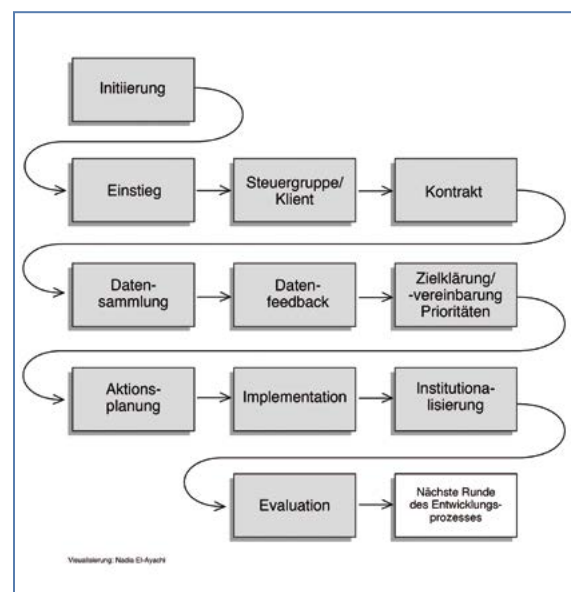 Initiierung
Einstieg
Steuergruppe/
Klient
Kontrakt
Daten-
sammlung
Daten-
feedback
Zielklärung/
-vereinbarung
Prioritäten
Aktions-
planung
Implementation
Institutiona-
lisierung
Evaluation
Nächste Runde
des Entwicklungs-
prozesses
Visualisierung: Nadia El-Ayachi